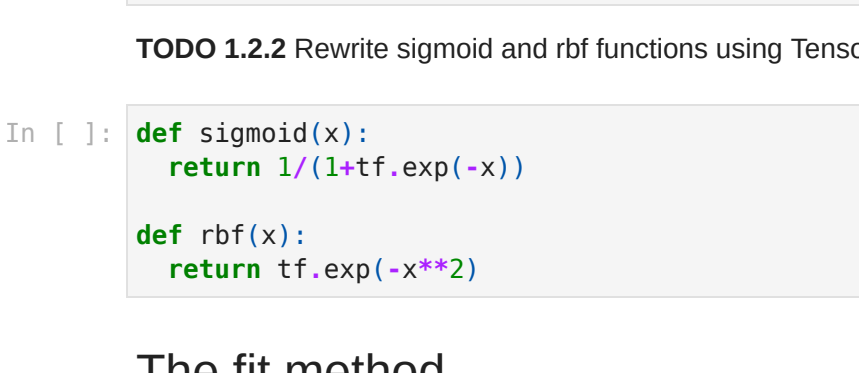 TODO 1.2.2 Rewrite sigmoid and rbf functions using
In [ ]:
def sigmoid(x):
  return 1/(1+tf.exp(-x))
def rbf(x):
  return tf.exp(-x**2)
The fit method